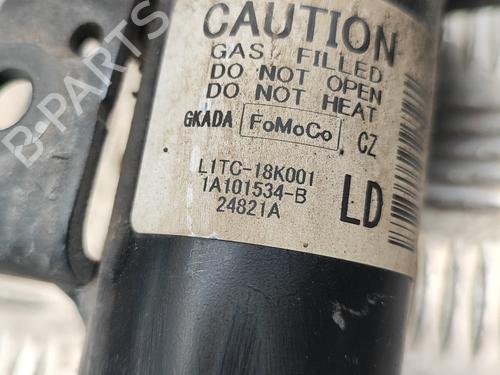 B-PARTS
CAUTION
GAS FILLED
DO NOT OPEN
DO NOT HEAT
GKADA FoMoCo CZ
L1TC-18K001
1A101534-B
24821A
LD